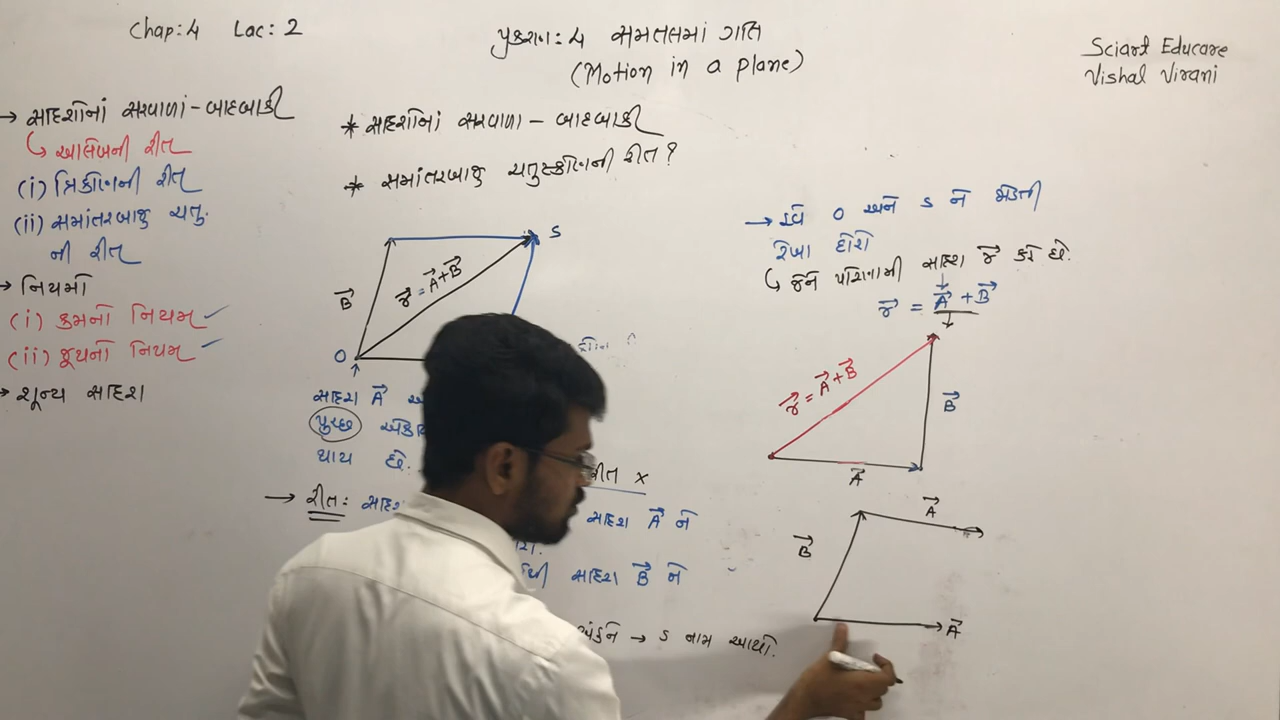 Chap: 4 Lac: 2
પ્રકરણ: 4 સમતલમાં ગતિ
(Motion in a plane)
Sciart Educare
Vishal Virani
→ સદિશોનાં સરવાળા - બાદબાકી
↳ આલેખની રીત
(i) ત્રિકોણની રીત
(ii) સમાંતરબાજુ ચતુ.
ની રીત
→ નિયમો
(i) ક્રમનો નિયમ ✓
(ii) જૂથનો નિયમ ✓
→ શૂન્ય સદિશ
* સદિશોનાં સરવાળા - બાદબાકી
* સમાંતરબાજુ ચતુષ્કોણની રીત?
S
B⃗
r⃗ = A⃗ + B⃗
O
સદિશ A⃗
પુચ્છ
થાય છે.
રીત x
→ રીત: સદિશ
સદિશ A⃗ ને
થી સદિશ B⃗ ને
→ S નામ આપો.
→ હવે O અને S ને જોડતી
રેખા દોરો
↳ જેને પરિણામી સદિશ r⃗ કહે છે.
r⃗ = A⃗ + B⃗
r⃗ = A⃗ + B⃗
B⃗
A⃗
A⃗
B⃗
A⃗